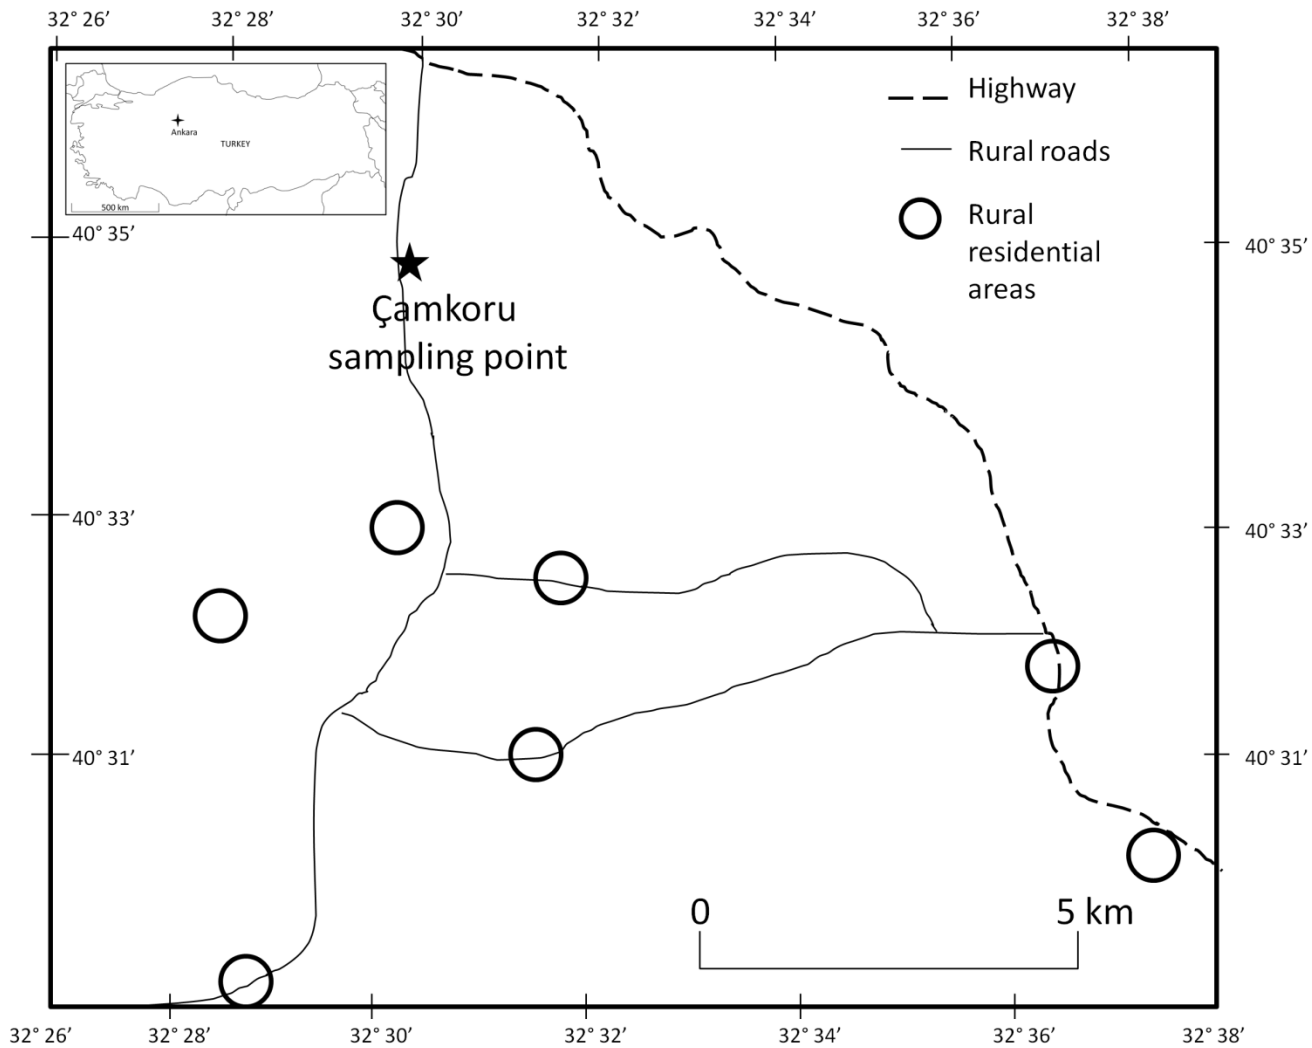 32° 26’ 32° 28’ 32° 30’ 32° 32’ 32° 34’ 32° 36’ 32° 38’
Highway
Ankara
TURKEY
500 km
Rural roads
Rural
residential
areas
40° 35’ 40° 35’
Çamkoru
sampling point
40° 33’ 40° 33’
40° 31’ 40° 31’
0 5 km
32° 26’ 32° 28’ 32° 30’ 32° 32’ 32° 34’ 32° 36’ 32° 38’